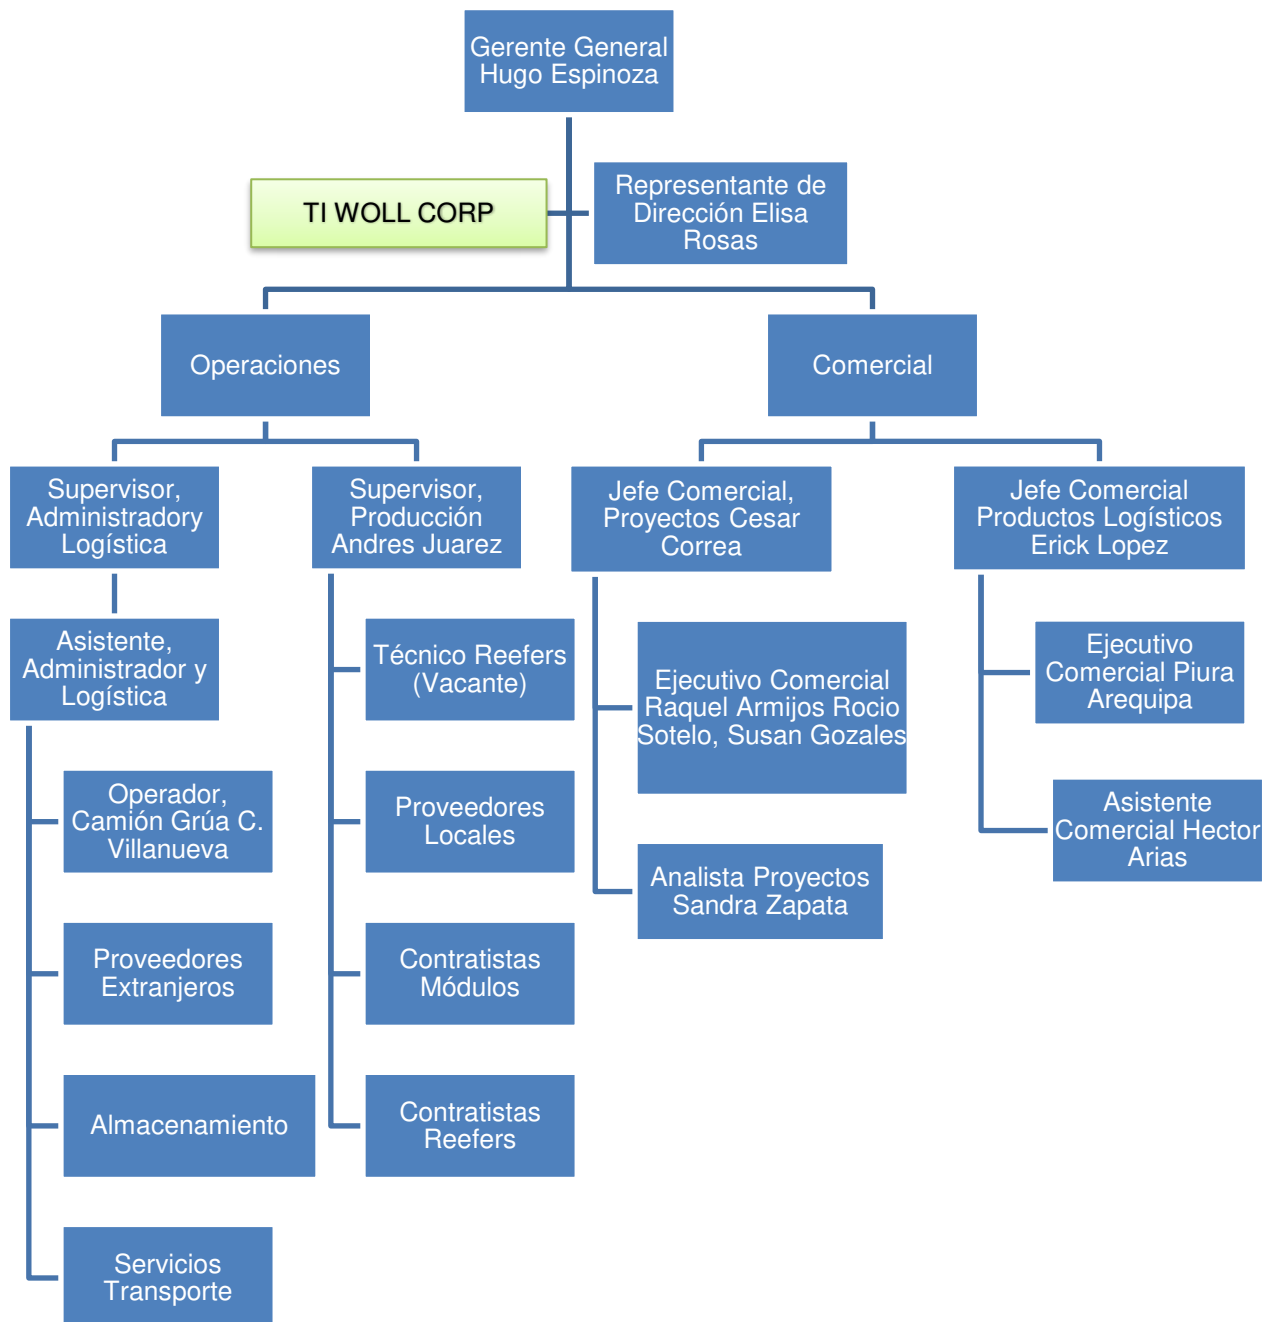 Gerente General
Hugo Espinoza
TI WOLL CORP
Representante de
Dirección Elisa
Rosas
Operaciones
Comercial
Supervisor,
Administradory
Logística
Supervisor,
Producción
Andres Juarez
Jefe Comercial,
Proyectos Cesar
Correa
Jefe Comercial
Productos Logísticos
Erick Lopez
Asistente,
Administrador y
Logística
Técnico Reefers
(Vacante)
Ejecutivo Comercial
Raquel Armijos Rocio
Sotelo, Susan Gozales
Ejecutivo
Comercial Piura
Arequipa
Operador,
Camión Grúa C.
Villanueva
Proveedores
Locales
Analista Proyectos
Sandra Zapata
Asistente
Comercial Hector
Arias
Proveedores
Extranjeros
Contratistas
Módulos
Almacenamiento
Contratistas
Reefers
Servicios
Transporte